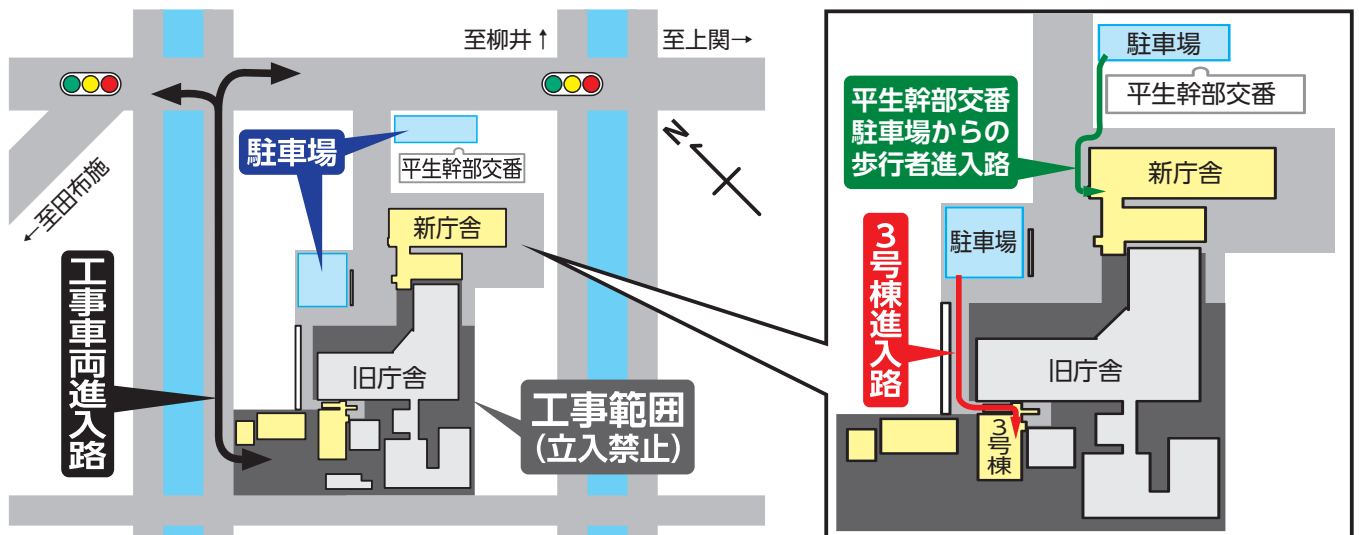 至柳井↑
至上関→
←至田布施
駐車場
平生幹部交番
新庁舎
旧庁舎
工事車両進入路
工事範囲
(立入禁止)
N
駐車場
平生幹部交番
平生幹部交番
駐車場からの
歩行者進入路
新庁舎
駐車場
3号棟進入路
旧庁舎
3号棟